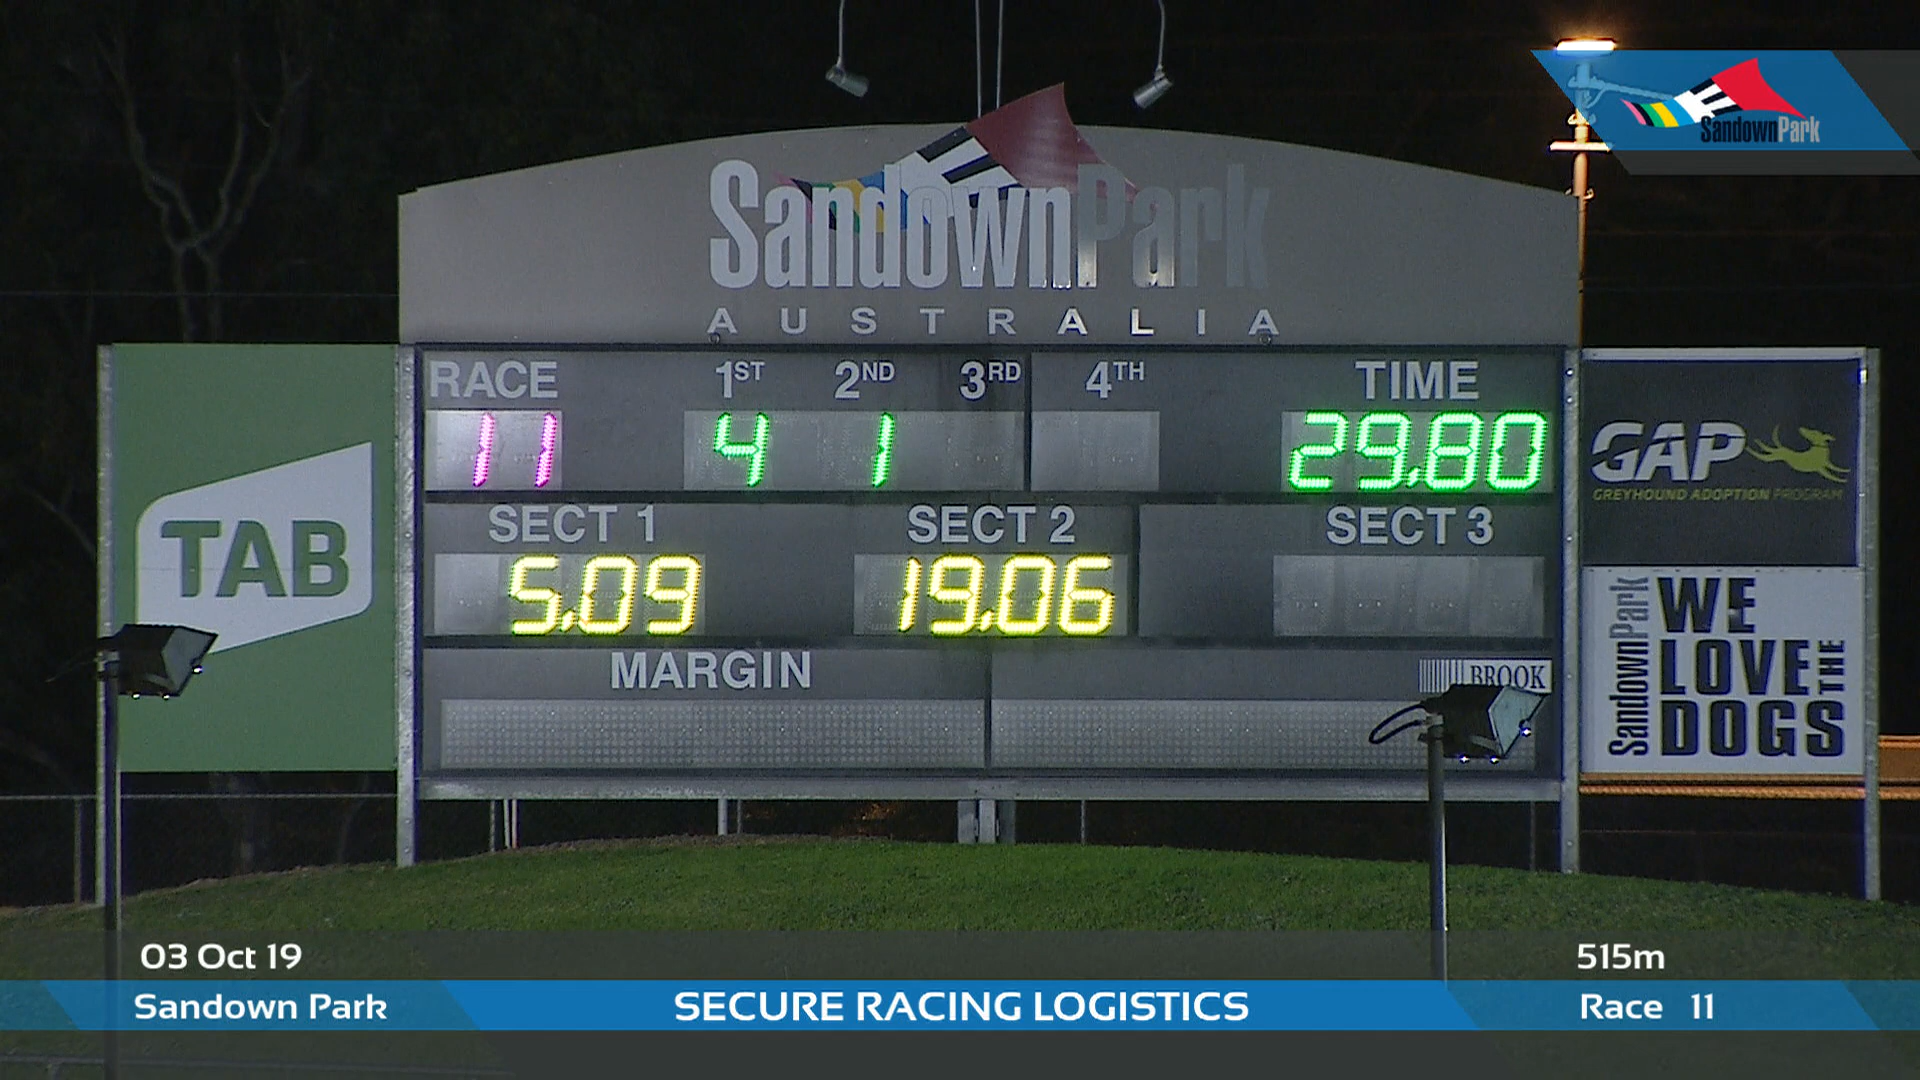 SandownPark
SandownPark
AUSTRALIA
RACE 1ST 2ND 3RD 4TH TIME
11 4 1 29.80
SECT 1 SECT 2 SECT 3
5.09 19.06
MARGIN
BROOK
TAB
GAP
GREYHOUND ADOPTION PROGRAM
SandownPark
WE
LOVE THE
DOGS
03 Oct 19
515m
Sandown Park
SECURE RACING LOGISTICS
Race 11